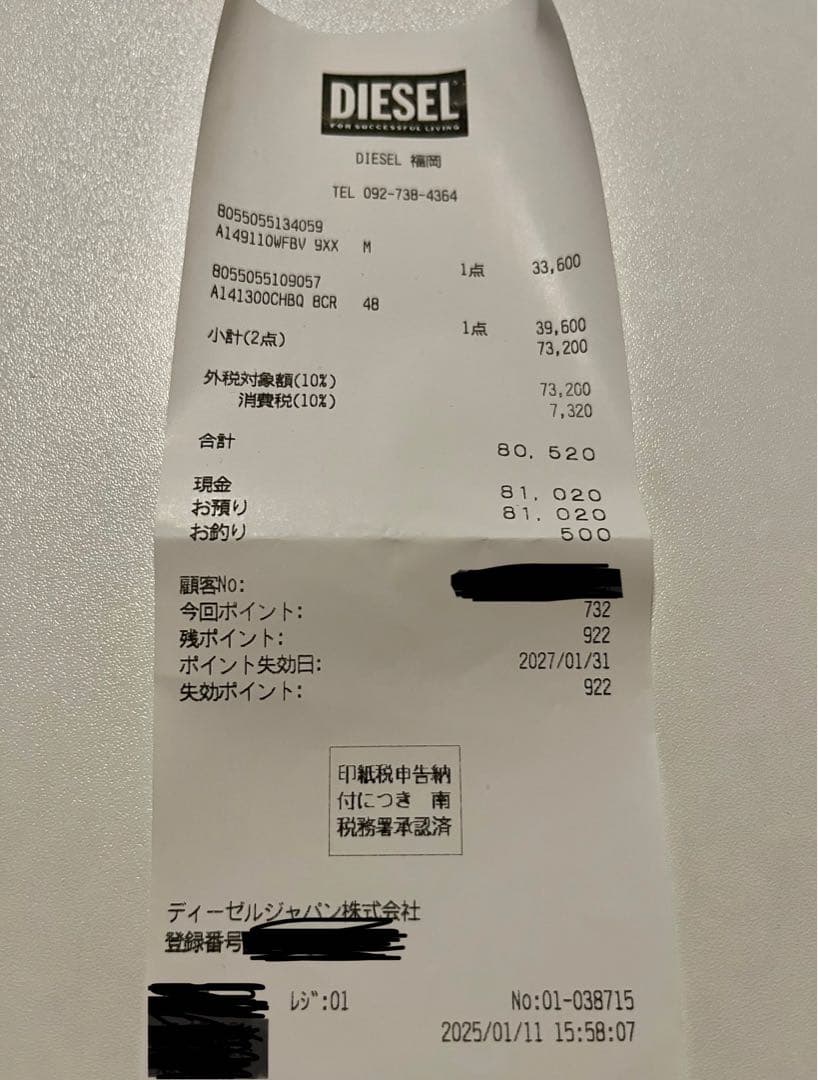 DIESEL
FOR SUCCESSFUL LIVING
DIESEL 福岡
TEL 092-738-4364
8055055134059
A149110WFBV 9XX M
1点 33,600
8055055109057
A141300CHBQ 8CR 48
1点 39,600
小計(2点) 73,200
外税対象額(10%) 73,200
消費税(10%) 7,320
合計 80,520
現金 81,020
お預り 81,020
お釣り 500
顧客No:
今回ポイント: 732
残ポイント: 922
ポイント失効日: 2027/01/31
失効ポイント: 922
印紙税申告納
付につき 南
税務署承認済
ディーゼルジャパン株式会社
登録番号
ﾚｼﾞ:01 No:01-038715
2025/01/11 15:58:07